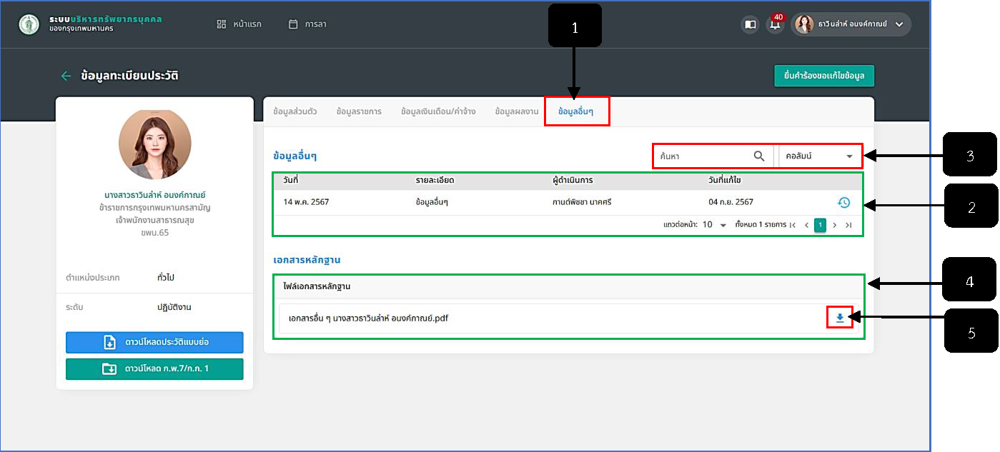 ระบบบริหารทรัพยากรบุคคล
ของกรุงเทพมหานคร
หน้าแรก
การลา
40
ธาวินล่าห์ อนงค์กาณย์
1
ข้อมูลทะเบียนประวัติ
ยื่นคำร้องขอแก้ไขข้อมูล
นางสาวธาวินล่าห์ อนงค์กาณย์
ข้าราชการกรุงเทพมหานครสามัญ
เจ้าพนักงานสาธารณสุข
ขพน.65
ตำแหน่งประเภท ทั่วไป
ระดับ ปฏิบัติงาน
ดาวน์โหลดประวัติแบบย่อ
ดาวน์โหลด ก.พ.7/ก.ก. 1
ข้อมูลส่วนตัว ข้อมูลราชการ ข้อมูลเงินเดือน/ค่าจ้าง ข้อมูลผลงาน ข้อมูลอื่นๆ
ข้อมูลอื่นๆ
ค้นหา
คอลัมน์
3
วันที่ รายละเอียด ผู้ดำเนินการ วันที่แก้ไข
14 พ.ค. 2567 ข้อมูลอื่นๆ กานต์พิชชา นาคศรี 04 ก.ย. 2567
2
แถวต่อหน้า: 10 ทั้งหมด 1 รายการ 1
เอกสารหลักฐาน
ไฟล์เอกสารหลักฐาน
4
เอกสารอื่น ๆ นางสาวธาวินล่าห์ อนงค์กาณย์.pdf
5